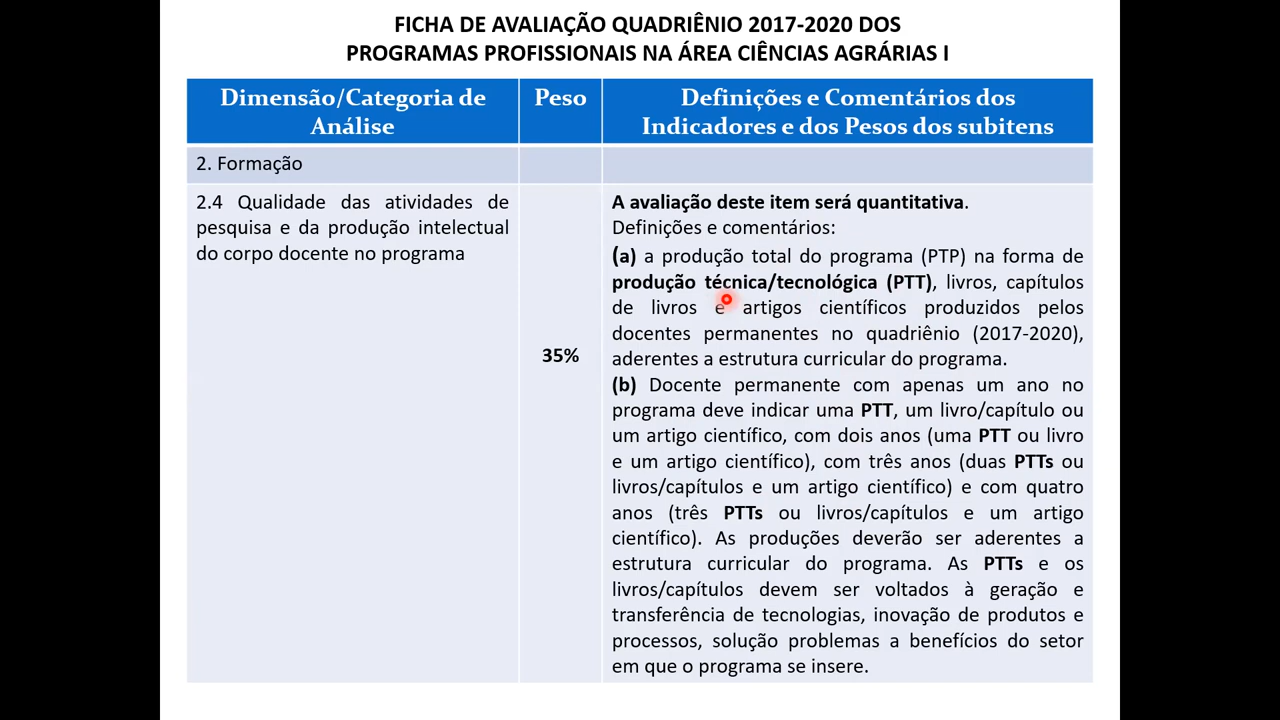 FICHA DE AVALIAÇÃO QUADRIÊNIO 2017-2020 DOS
PROGRAMAS PROFISSIONAIS NA ÁREA CIÊNCIAS AGRÁRIAS I
Dimensão/Categoria de
Análise
Peso
Definições e Comentários dos
Indicadores e dos Pesos dos subitens
2. Formação
2.4 Qualidade das atividades de
pesquisa e da produção intelectual
do corpo docente no programa
35%
A avaliação deste item será quantitativa.
Definições e comentários:
(a) a produção total do programa (PTP) na forma de
produção técnica/tecnológica (PTT), livros, capítulos
de livros e artigos científicos produzidos pelos
docentes permanentes no quadriênio (2017-2020),
aderentes a estrutura curricular do programa.
(b) Docente permanente com apenas um ano no
programa deve indicar uma PTT, um livro/capítulo ou
um artigo científico, com dois anos (uma PTT ou livro
e um artigo científico), com três anos (duas PTTs ou
livros/capítulos e um artigo científico) e com quatro
anos (três PTTs ou livros/capítulos e um artigo
científico). As produções deverão ser aderentes a
estrutura curricular do programa. As PTTs e os
livros/capítulos devem ser voltados à geração e
transferência de tecnologias, inovação de produtos e
processos, solução problemas a benefícios do setor
em que o programa se insere.